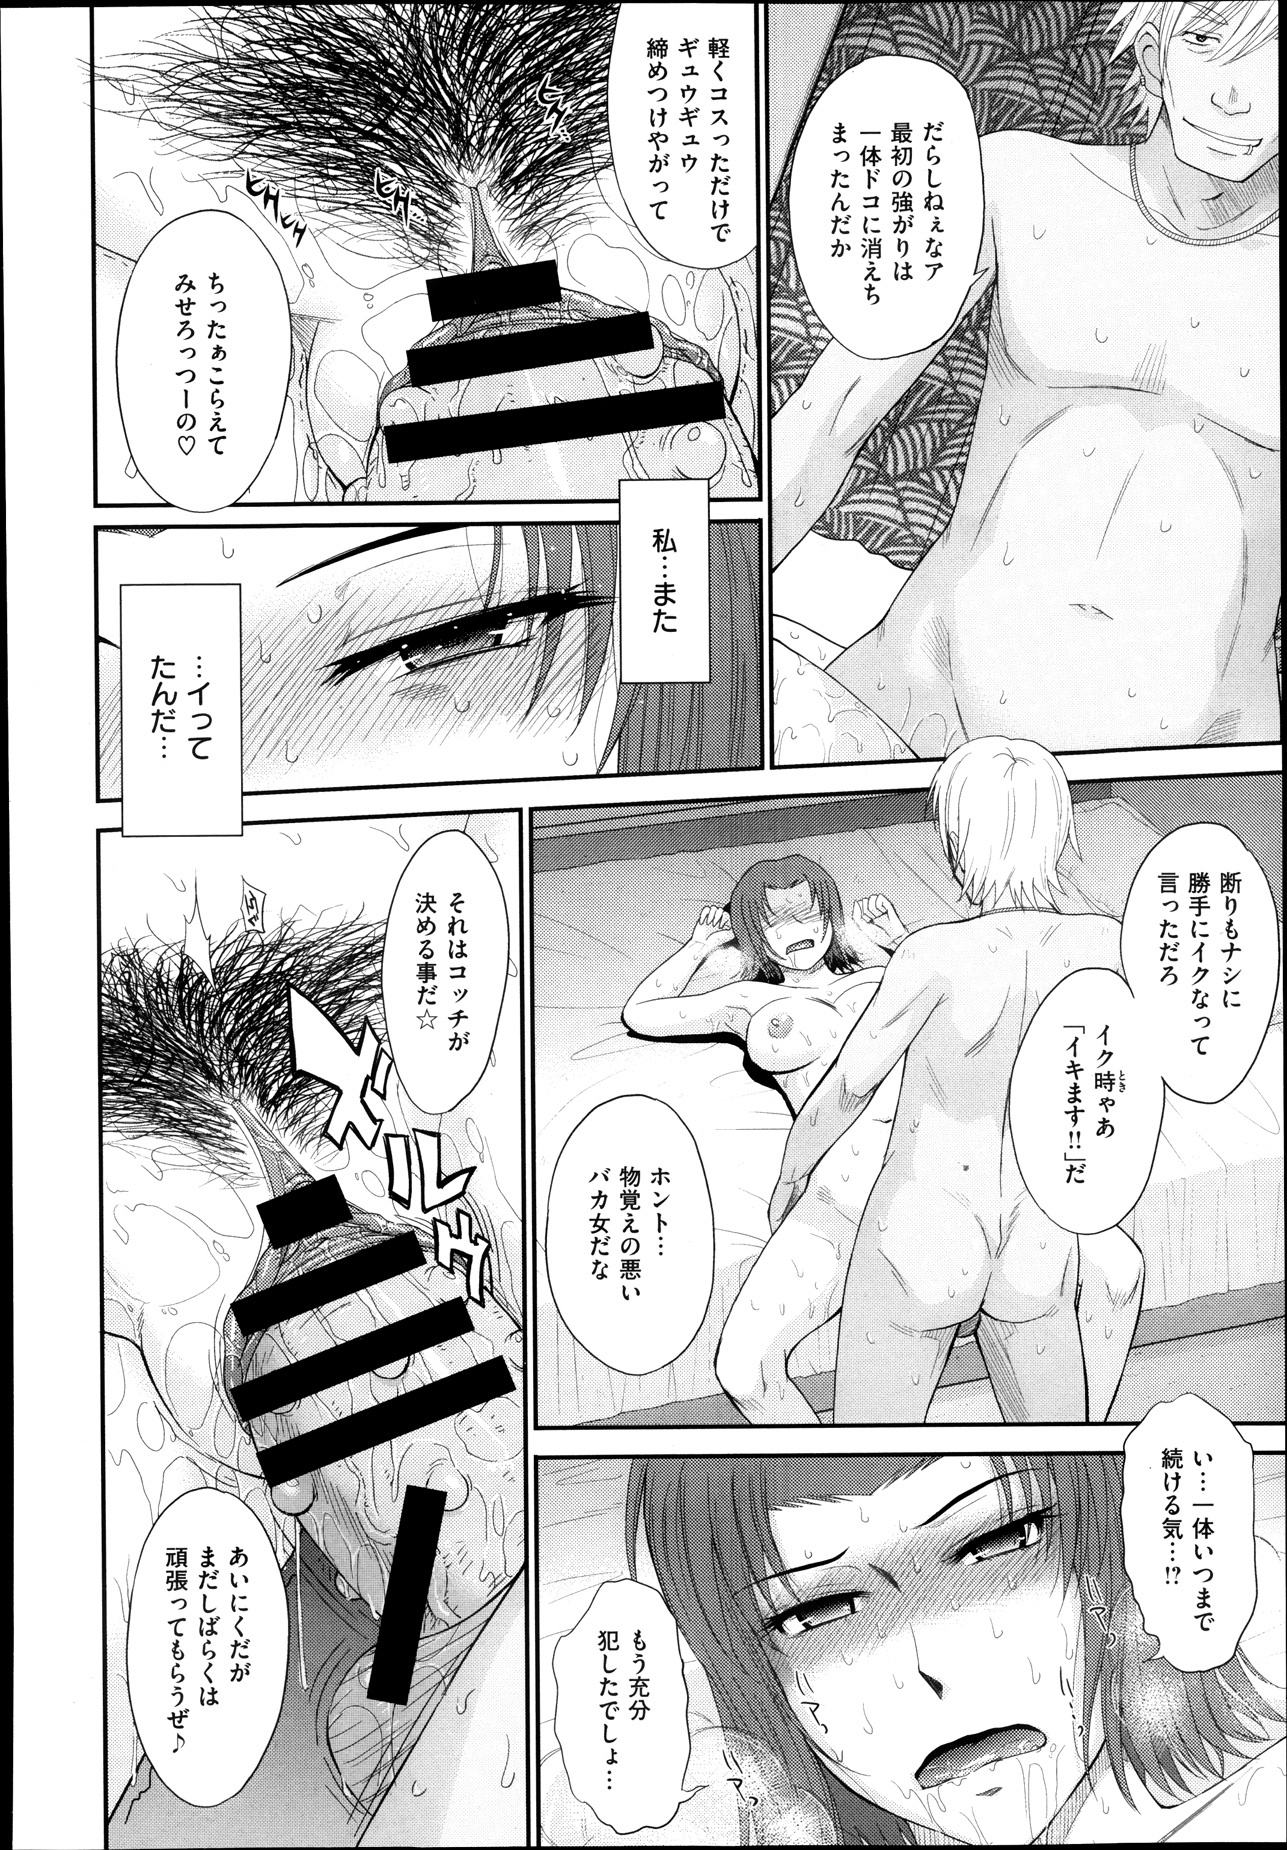 だらしねぇなア
最初の強がりは
一体ドコに消えち
まったんだか
軽くコスっただけで
ギュウギュウ
締めつけやがって
ちったぁこらえて
みせろっつーの♡
私…また
…イって
たんだ…
断りもナシに
勝手にイクなって
言っただろ
イク時ゃあ
とき
「イキます!!」だ
ホント…
物覚えの悪い
バカ女だな
い…一体いつまで
続ける気…!?
もう充分
犯したでしょ…
それはコッチが
決める事だ☆
ズズルルゥ
あいにくだが
まだしばらくは
頑張ってもらうぜ♪